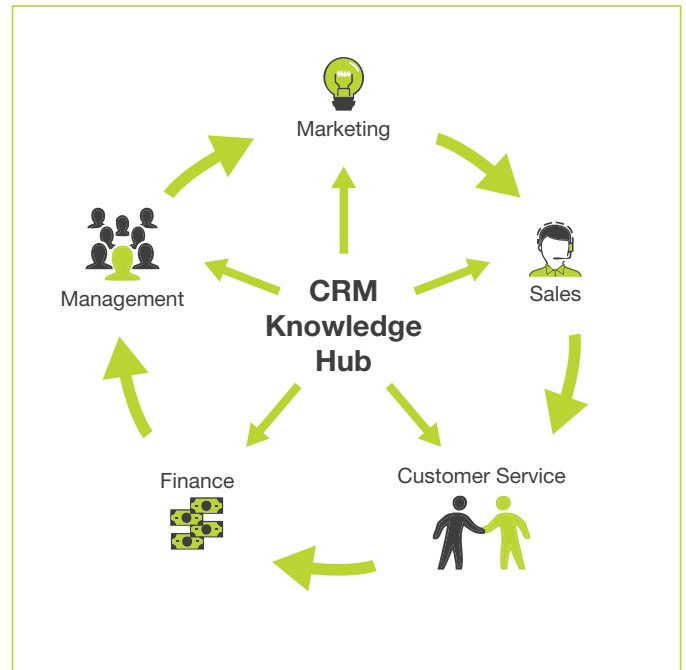 Marketing
Sales
Management
CRM
Knowledge
Hub
Finance
Customer Service